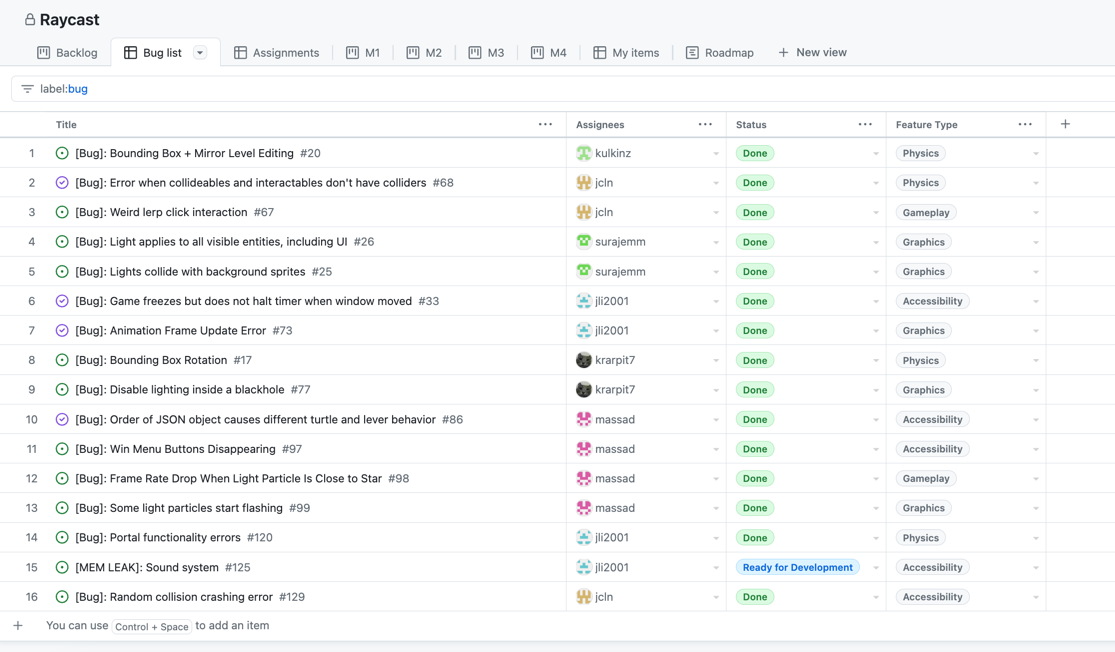 Raycast
Backlog Bug list Assignments M1 M2 M3 M4 My items Roadmap + New view
label:bug
Title ... Assignees ... Status ... Feature Type ... +
1 [Bug]: Bounding Box + Mirror Level Editing #20 kulkinz Done Physics
2 [Bug]: Error when collideables and interactables don't have colliders #68 jcln Done Physics
3 [Bug]: Weird lerp click interaction #67 jcln Done Gameplay
4 [Bug]: Light applies to all visible entities, including UI #26 surajemm Done Graphics
5 [Bug]: Lights collide with background sprites #25 surajemm Done Graphics
6 [Bug]: Game freezes but does not halt timer when window moved #33 jli2001 Done Accessibility
7 [Bug]: Animation Frame Update Error #73 jli2001 Done Graphics
8 [Bug]: Bounding Box Rotation #17 krarpit7 Done Physics
9 [Bug]: Disable lighting inside a blackhole #77 krarpit7 Done Graphics
10 [Bug]: Order of JSON object causes different turtle and lever behavior #86 massad Done Accessibility
11 [Bug]: Win Menu Buttons Disappearing #97 massad Done Accessibility
12 [Bug]: Frame Rate Drop When Light Particle Is Close to Star #98 massad Done Gameplay
13 [Bug]: Some light particles start flashing #99 massad Done Graphics
14 [Bug]: Portal functionality errors #120 jli2001 Done Physics
15 [MEM LEAK]: Sound system #125 jli2001 Ready for Development Accessibility
16 [Bug]: Random collision crashing error #129 jcln Done Accessibility
+ You can use Control + Space to add an item